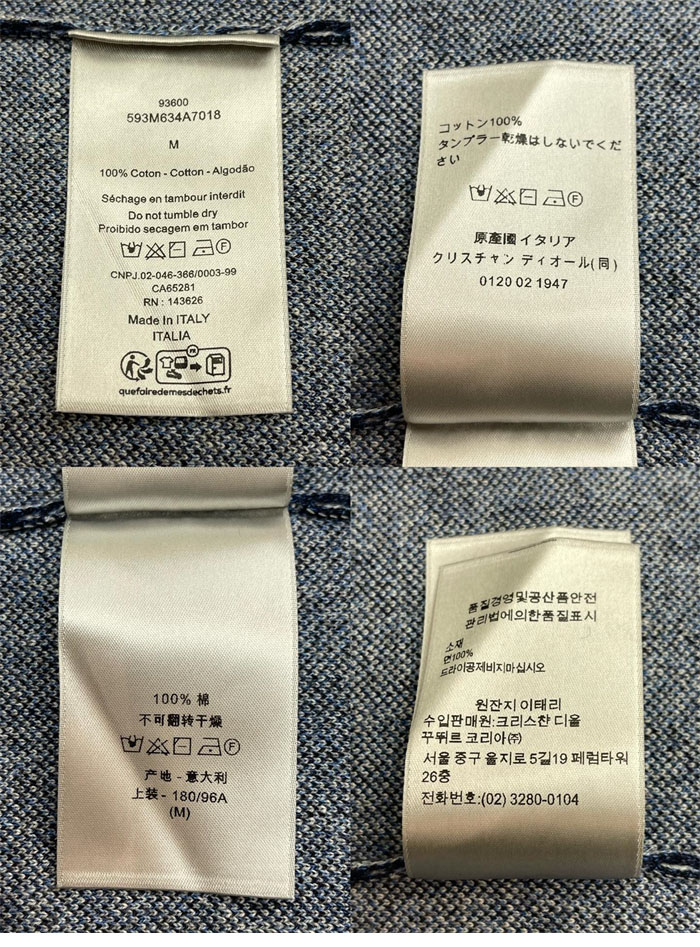 93600
593M634A7018
M
100% Coton - Cotton - Algodão
Séchage en tambour interdit
Do not tumble dry
Proibido secagem em tambor
F
CNPJ.02-046-366/0003-99
CA65281
RN : 143626
Made In ITALY
ITALIA
FR
quefairedemesdechets.fr
コットン100%
タンブラー乾燥はしないでくだ
さい
F
原產國イタリア
クリスチャン ディオール(同)
0120 02 1947
100% 棉
不可翻转干燥
F
产地 - 意大利
上装 - 180/96A
(M)
품질경영및공산품안전
관리법에의한품질표시
소재
면100%
드라이공제비지마십시오
원잔지 이태리
수입판매원:크리스챤 디올
꾸뛰르 코리아㈜
서울 중구 을지로 5길19 페럼타워
26층
전화번호:(02) 3280-0104